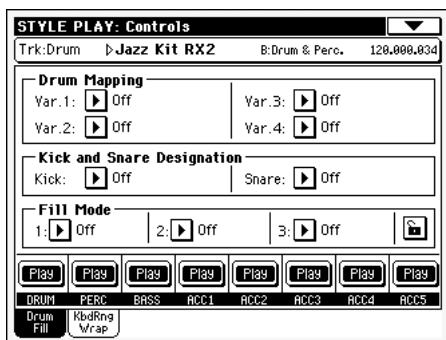 STYLE PLAY: Controls
Trk:Drum ▷Jazz Kit RX2 B:Drum & Perc. 120.000.034
Drum Mapping
Var.1: Off Var.3: Off
Var.2: Off Var.4: Off
Kick and Snare Designation
Kick: Off Snare: Off
Fill Mode
1: Off 2: Off 3: Off
Play Play Play Play Play Play Play Play
DRUM PERC BASS ACC1 ACC2 ACC3 ACC4 ACC5
Drum KbdRng
Fill Wrap